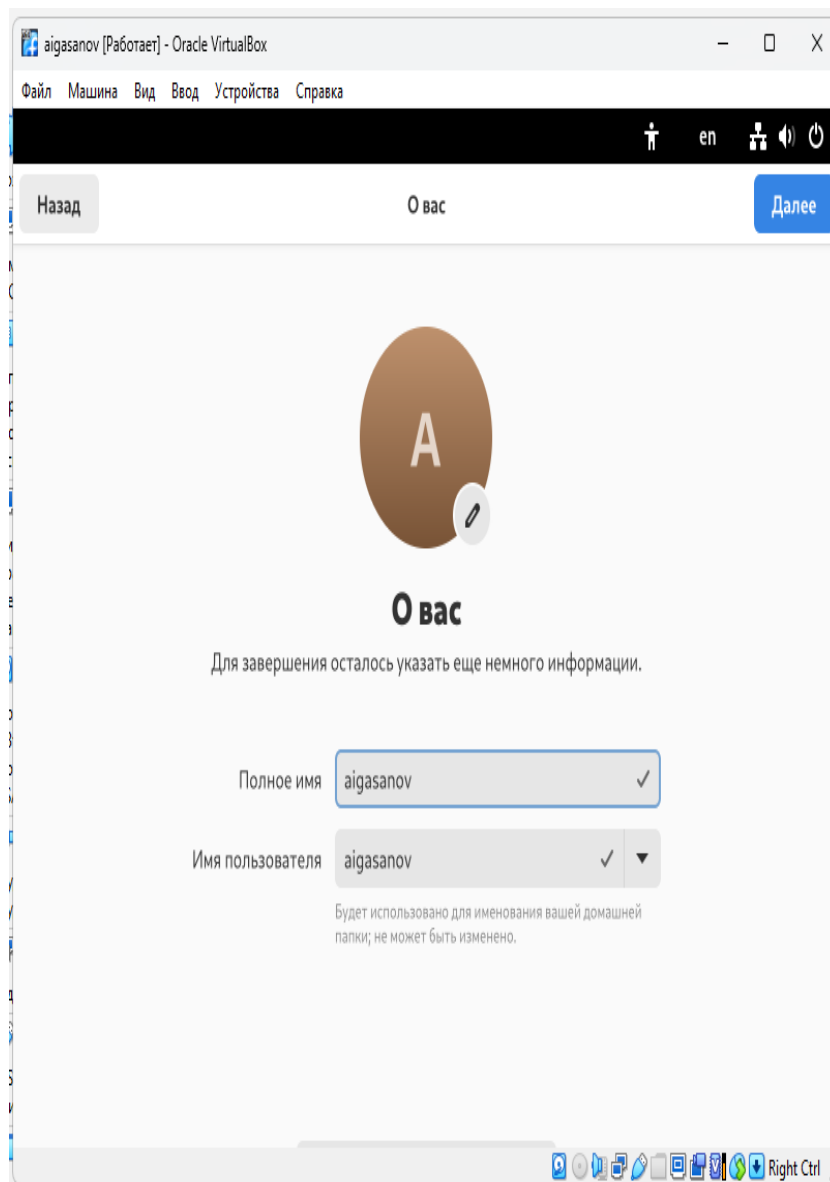 aigasanov [Работает] - Oracle VirtualBox
Файл Машина Вид Ввод Устройства Справка
en
Назад О вас Далее
A
О вас
Для завершения осталось указать еще немного информации.
Полное имя aigasanov
Имя пользователя aigasanov
Будет использовано для именования вашей домашней
папки; не может быть изменено.
Right Ctrl